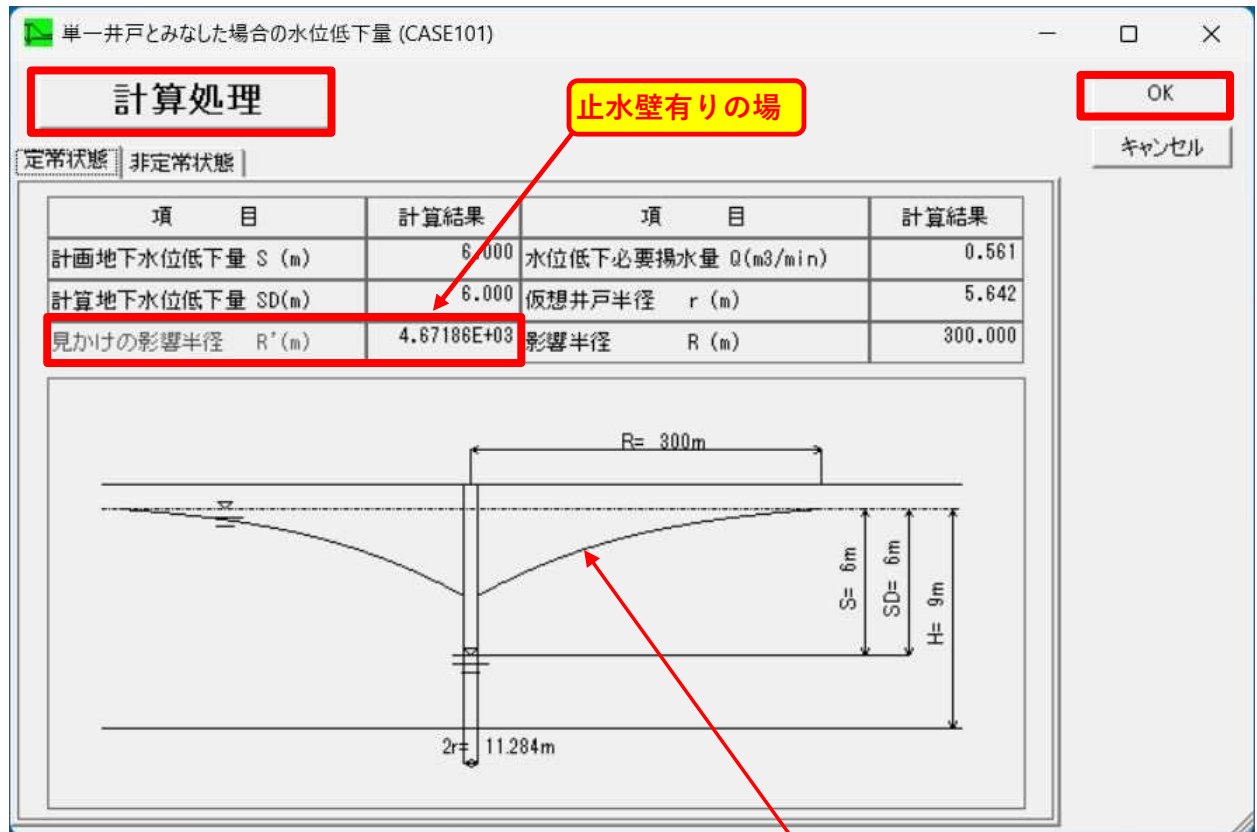 単一井戸とみなした場合の水位低下量 (CASE101)
計算処理
止水壁有りの場
OK
キャンセル
定常状態 非定常状態
項 目 計算結果 項 目 計算結果
計画地下水位低下量 S (m) 6.000 水位低下必要揚水量 Q(m3/min) 0.561
計算地下水位低下量 SD(m) 6.000 仮想井戸半径 r (m) 5.642
見かけの影響半径 R'(m) 4.67186E+03 影響半径 R (m) 300.000
R= 300m
S= 6m
SD= 6m
H= 9m
2r= 11.284m